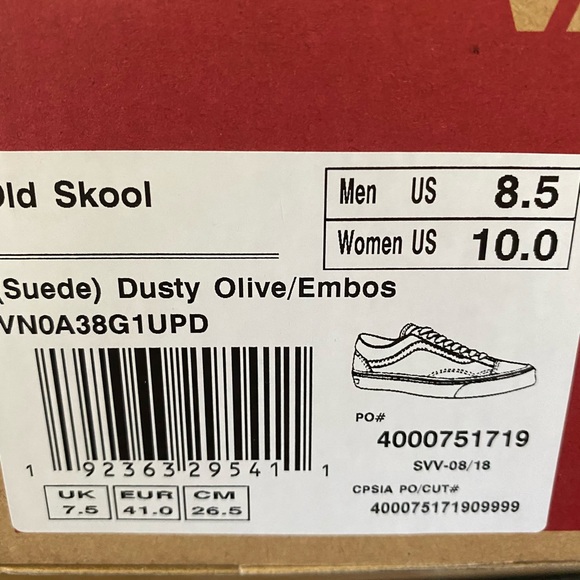 VA
Old Skool
Men US 8.5
Women US 10.0
(Suede) Dusty Olive/Embos
VN0A38G1UPD
PO#
4000751719
SVV-08/18
1 92363 29541 1
CPSIA PO/CUT#
400075171909999
UK EUR CM
7.5 41.0 26.5